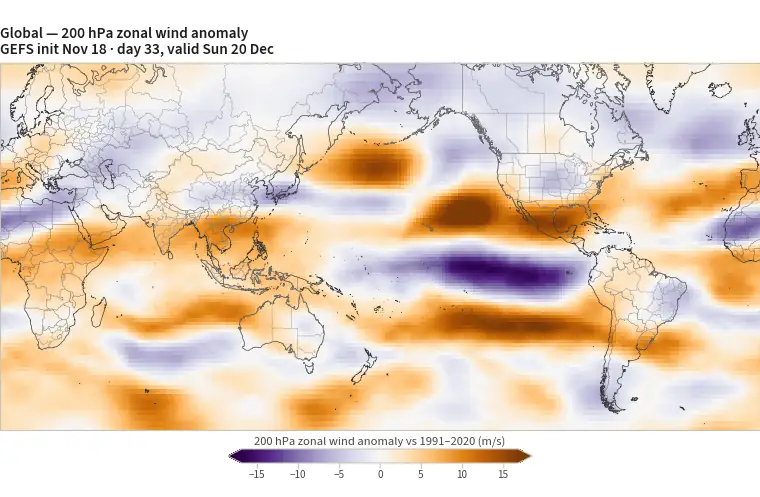 Global — 200 hPa zonal wind anomaly
GEFS init Nov 18 · day 33, valid Sun 20 Dec
200 hPa zonal wind anomaly vs 1991–2020 (m/s)
−15 −10 −5 0 5 10 15